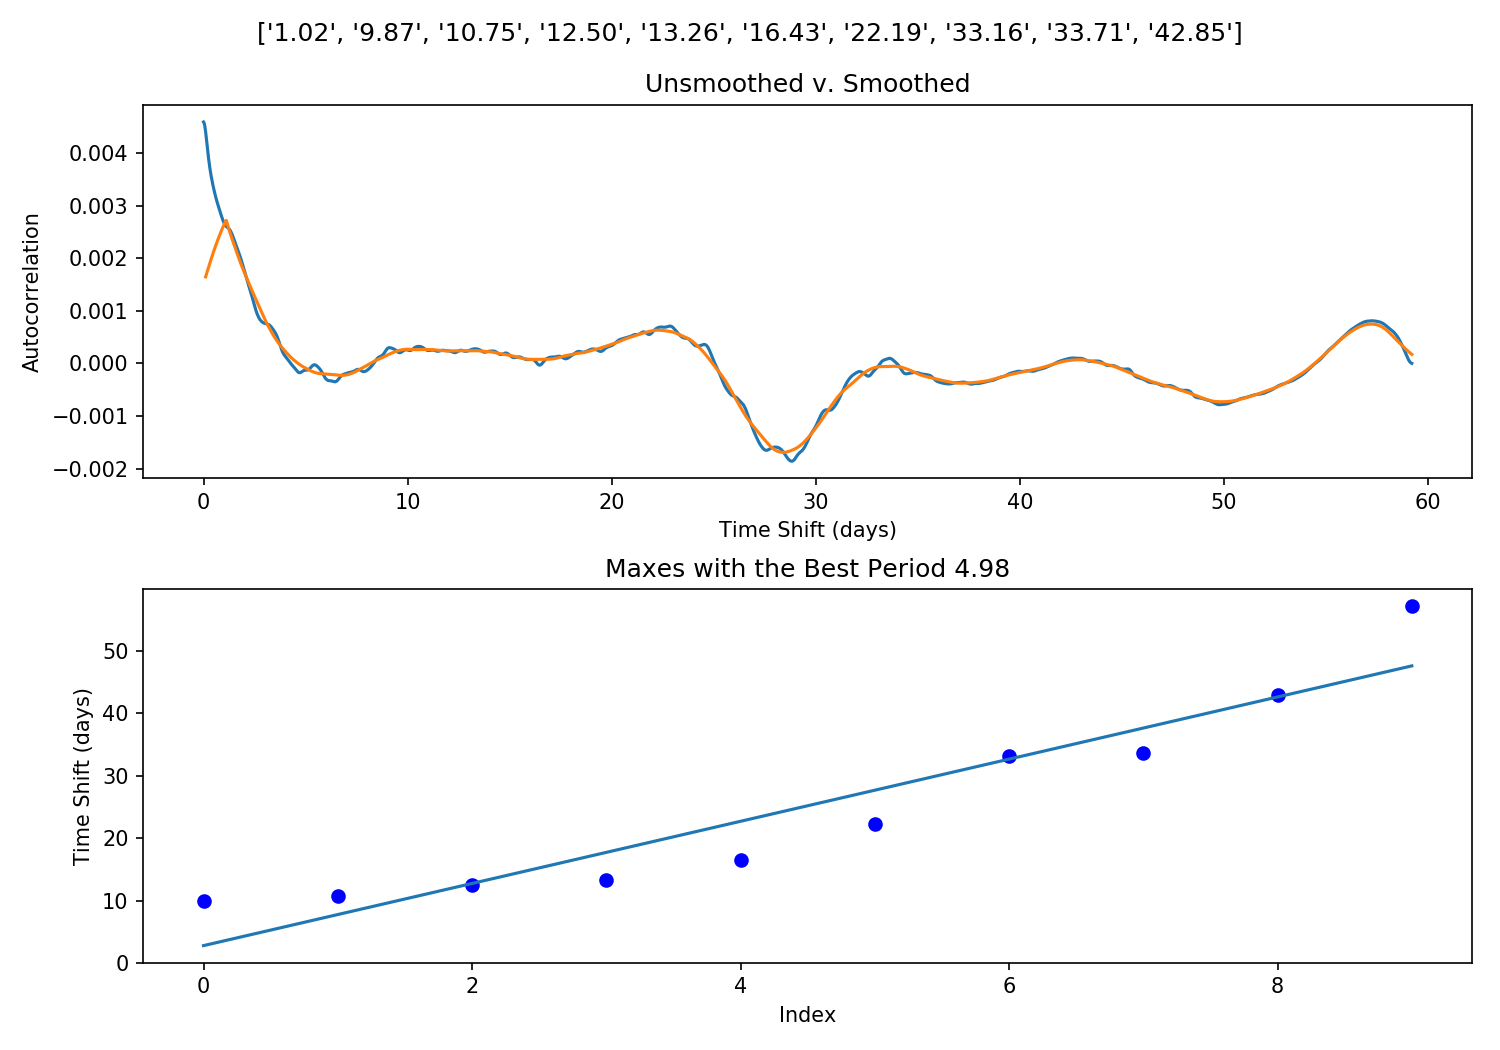 ['1.02', '9.87', '10.75', '12.50', '13.26', '16.43', '22.19', '33.16', '33.71', '42.85']
Unsmoothed v. Smoothed
Autocorrelation
0.004
0.003
0.002
0.001
0.000
−0.001
−0.002
0 10 20 30 40 50 60
Time Shift (days)
Maxes with the Best Period 4.98
Time Shift (days)
50
40
30
20
10
0
0 2 4 6 8
Index